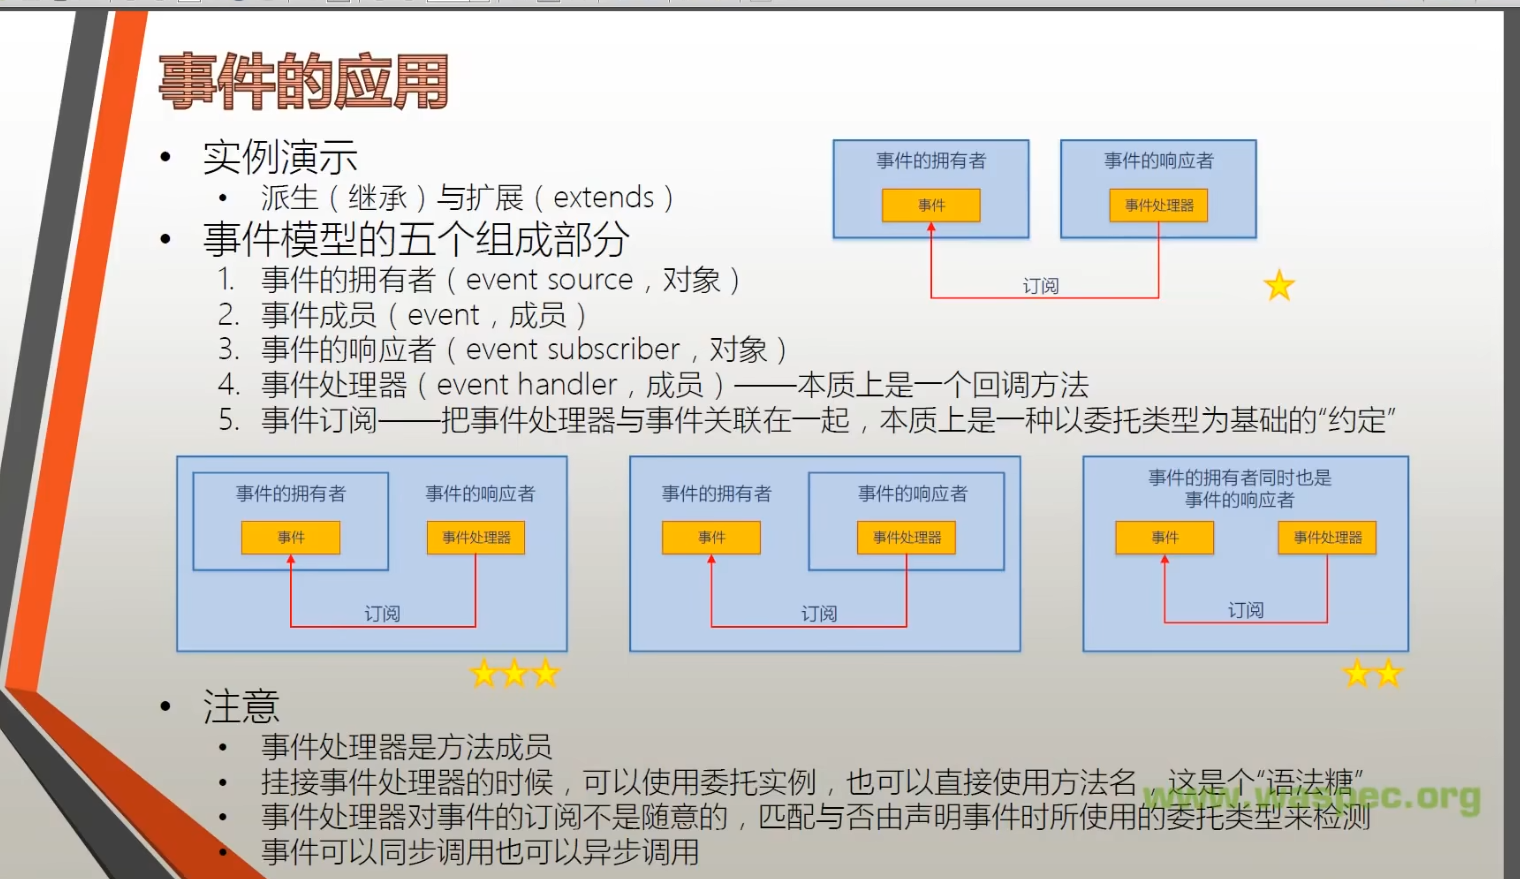 事件的应用
• 实例演示
• 派生（继承）与扩展（extends）
• 事件模型的五个组成部分
1. 事件的拥有者（event source，对象）
2. 事件成员（event，成员）
3. 事件的响应者（event subscriber，对象）
4. 事件处理器（event handler，成员）——本质上是一个回调方法
5. 事件订阅——把事件处理器与事件关联在一起，本质上是一种以委托类型为基础的“约定”
事件的拥有者
事件
事件的响应者
事件处理器
订阅
事件的拥有者
事件
事件的响应者
事件处理器
订阅
事件的拥有者
事件
事件的响应者
事件处理器
订阅
事件的拥有者同时也是
事件的响应者
事件
事件处理器
订阅
• 注意
• 事件处理器是方法成员
• 挂接事件处理器的时候，可以使用委托实例，也可以直接使用方法名，这是个“语法糖”
• 事件处理器对事件的订阅不是随意的，匹配与否由声明事件时所使用的委托类型来检测
• 事件可以同步调用也可以异步调用
www.waspec.org